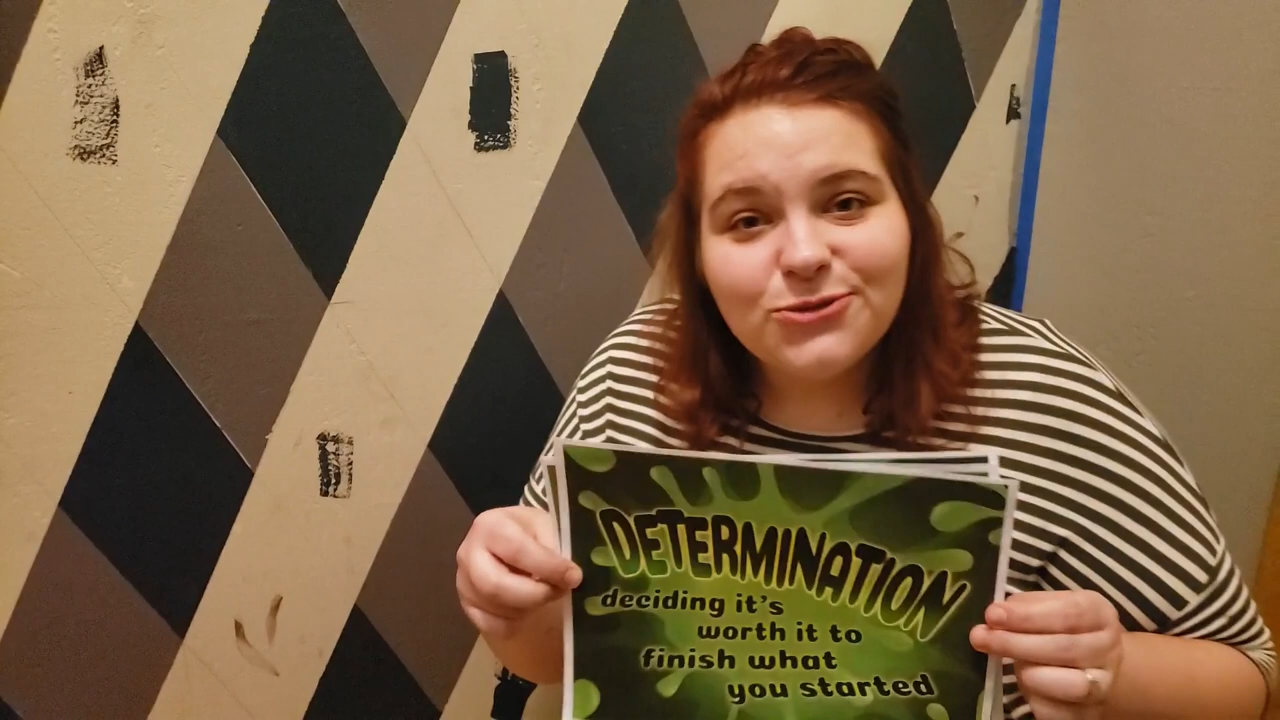 DETERMINATION
deciding it's
worth it to
finish what
you started